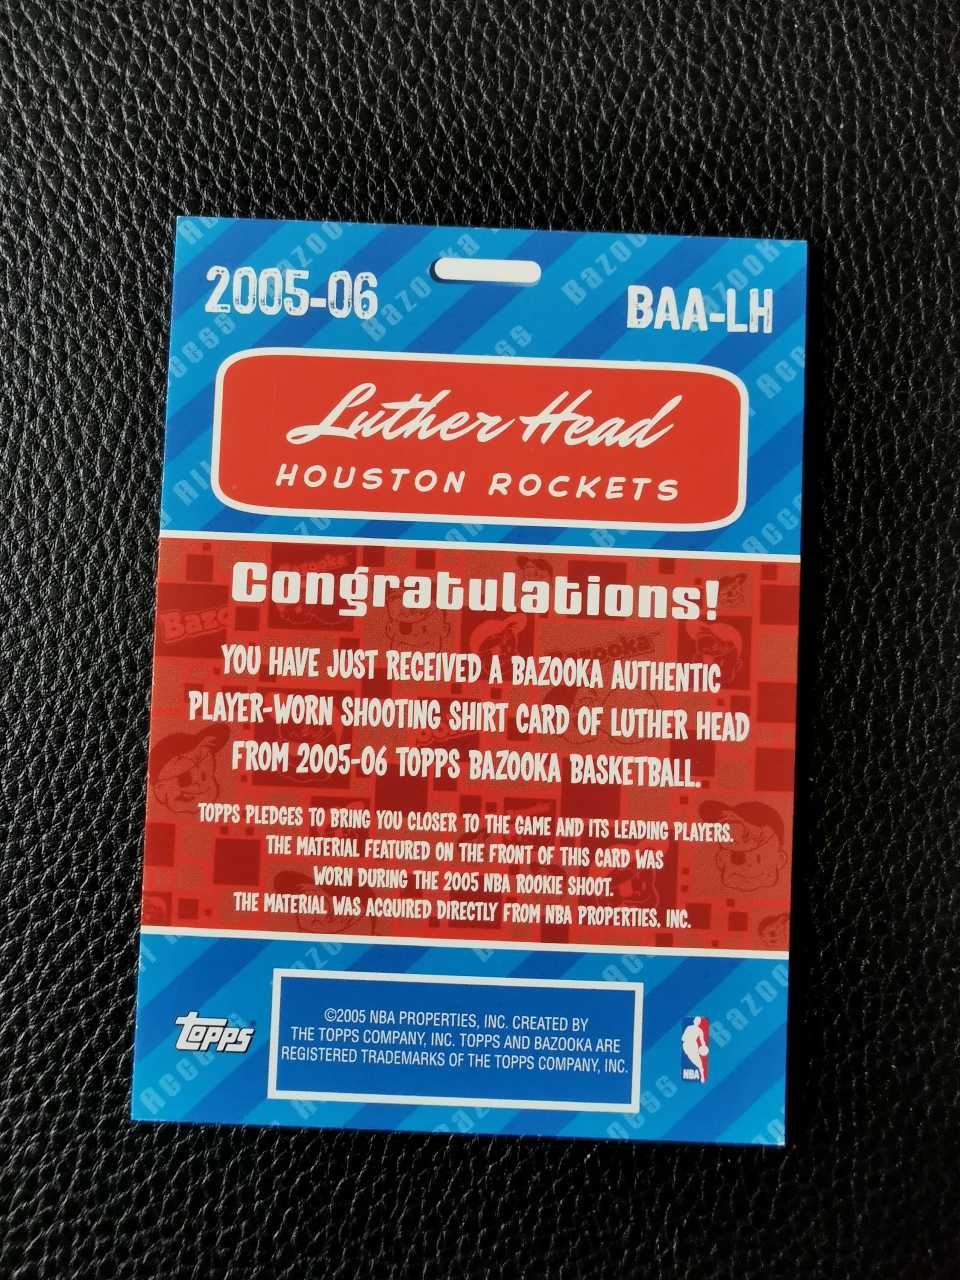 2005-06
BAA-LH
Luther Head
HOUSTON ROCKETS
Congratulations!
YOU HAVE JUST RECEIVED A BAZOOKA AUTHENTIC
PLAYER-WORN SHOOTING SHIRT CARD OF LUTHER HEAD
FROM 2005-06 TOPPS BAZOOKA BASKETBALL.
TOPPS PLEDGES TO BRING YOU CLOSER TO THE GAME AND ITS LEADING PLAYERS.
THE MATERIAL FEATURED ON THE FRONT OF THIS CARD WAS
WORN DURING THE 2005 NBA ROOKIE SHOOT.
THE MATERIAL WAS ACQUIRED DIRECTLY FROM NBA PROPERTIES, INC.
topps
©2005 NBA PROPERTIES, INC. CREATED BY
THE TOPPS COMPANY, INC. TOPPS AND BAZOOKA ARE
REGISTERED TRADEMARKS OF THE TOPPS COMPANY, INC.
NBA